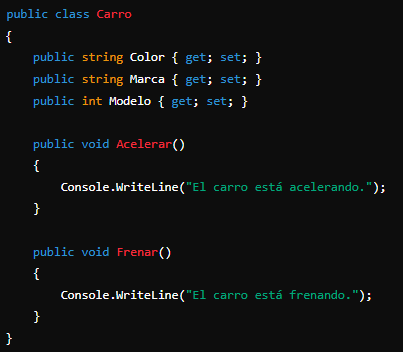 public class Carro
{
    public string Color { get; set; }
    public string Marca { get; set; }
    public int Modelo { get; set; }

    public void Acelerar()
    {
        Console.WriteLine("El carro está acelerando.");
    }

    public void Frenar()
    {
        Console.WriteLine("El carro está frenando.");
    }
}